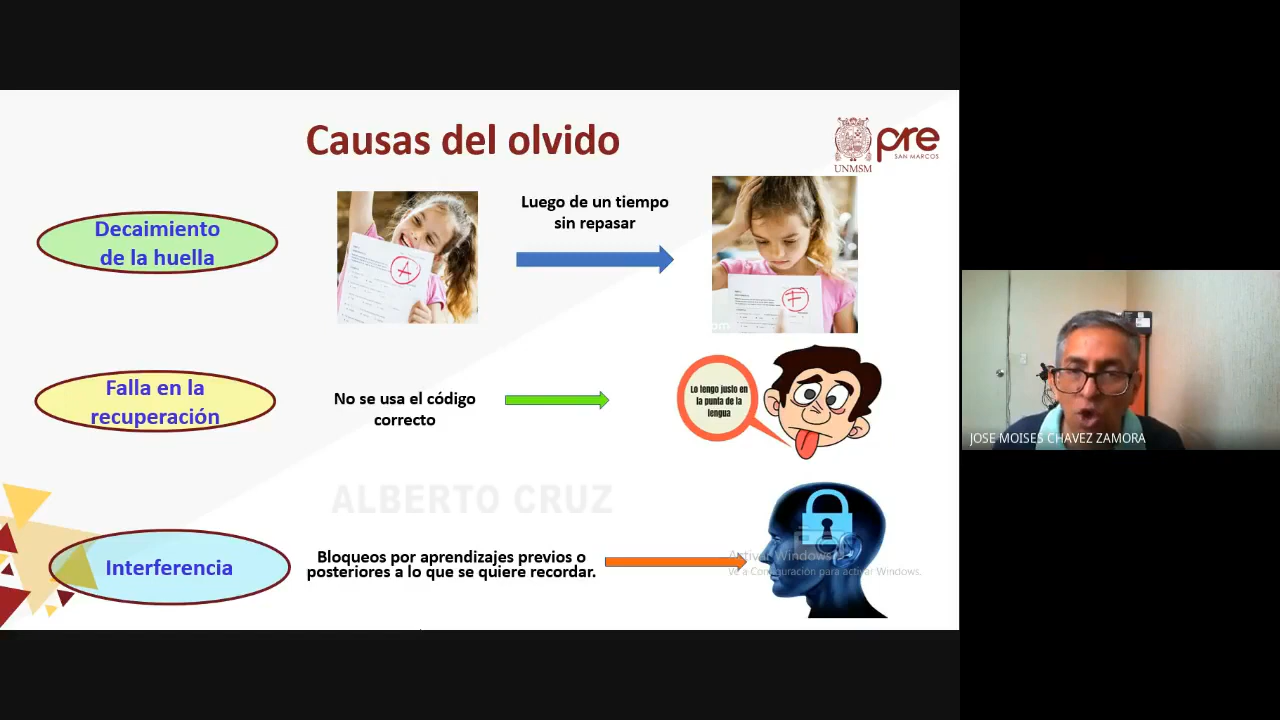 Causas del olvido
UNMSM
pre
SAN MARCOS
Decaimiento
de la huella
A
Luego de un tiempo
sin repasar
F
Falla en la
recuperación
No se usa el código
correcto
Lo tengo justo en
la punta de la
lengua
ALBERTO CRUZ
Interferencia
Bloqueos por aprendizajes previos o
posteriores a lo que se quiere recordar.
Activar Windows
Ve a Configuración para activar Windows.
JOSE MOISES CHAVEZ ZAMORA